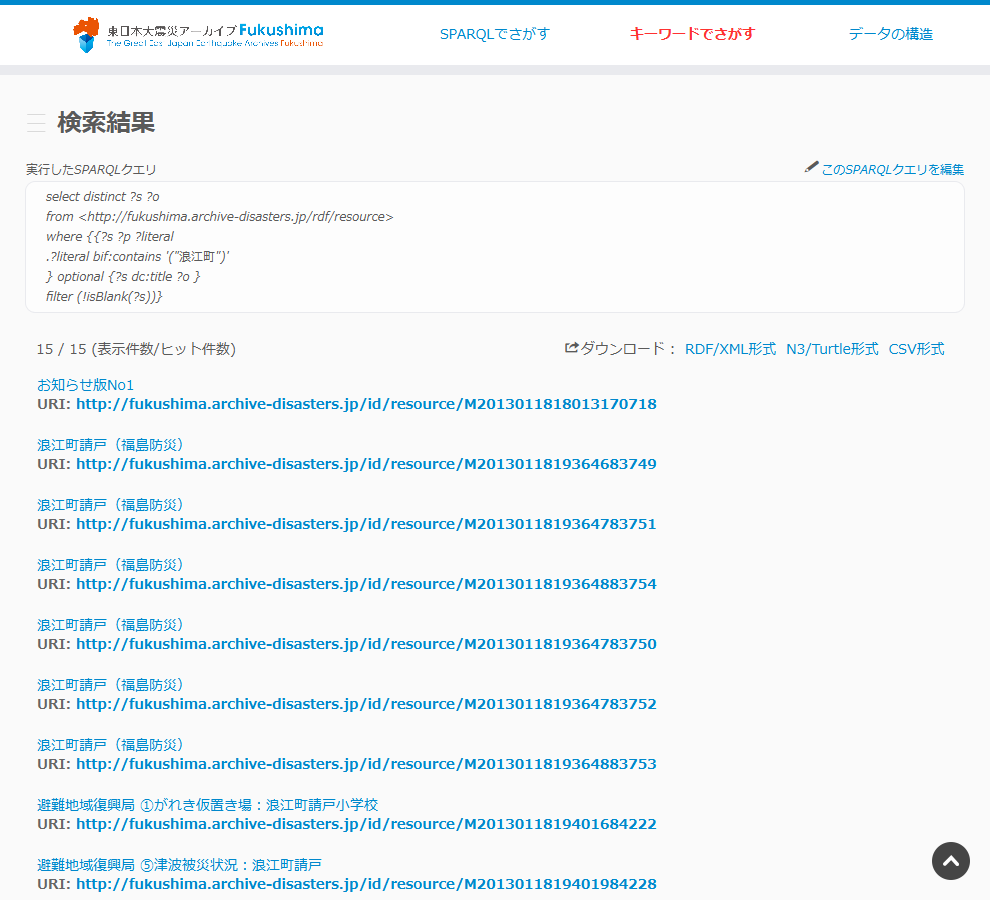 東日本大震災アーカイブFukushima
The Great East Japan Earthquake Archives Fukushima
SPARQLでさがす
キーワードでさがす
データの構造
検索結果
実行したSPARQLクエリ
このSPARQLクエリを編集
select distinct ?s ?o
from <http://fukushima.archive-disasters.jp/rdf/resource>
where {{?s ?p ?literal
.?literal bif:contains '("浪江町")'
} optional {?s dc:title ?o }
filter (!isBlank(?s))}
15 / 15 (表示件数/ヒット件数)
ダウンロード： RDF/XML形式 N3/Turtle形式 CSV形式
お知らせ版No1
URI: http://fukushima.archive-disasters.jp/id/resource/M2013011818013170718
浪江町請戸（福島防災）
URI: http://fukushima.archive-disasters.jp/id/resource/M2013011819364683749
浪江町請戸（福島防災）
URI: http://fukushima.archive-disasters.jp/id/resource/M2013011819364783751
浪江町請戸（福島防災）
URI: http://fukushima.archive-disasters.jp/id/resource/M2013011819364883754
浪江町請戸（福島防災）
URI: http://fukushima.archive-disasters.jp/id/resource/M2013011819364783750
浪江町請戸（福島防災）
URI: http://fukushima.archive-disasters.jp/id/resource/M2013011819364783752
浪江町請戸（福島防災）
URI: http://fukushima.archive-disasters.jp/id/resource/M2013011819364883753
避難地域復興局 ①がれき仮置き場：浪江町請戸小学校
URI: http://fukushima.archive-disasters.jp/id/resource/M2013011819401684222
避難地域復興局 ⑤津波被災状況：浪江町請戸
URI: http://fukushima.archive-disasters.jp/id/resource/M2013011819401984228